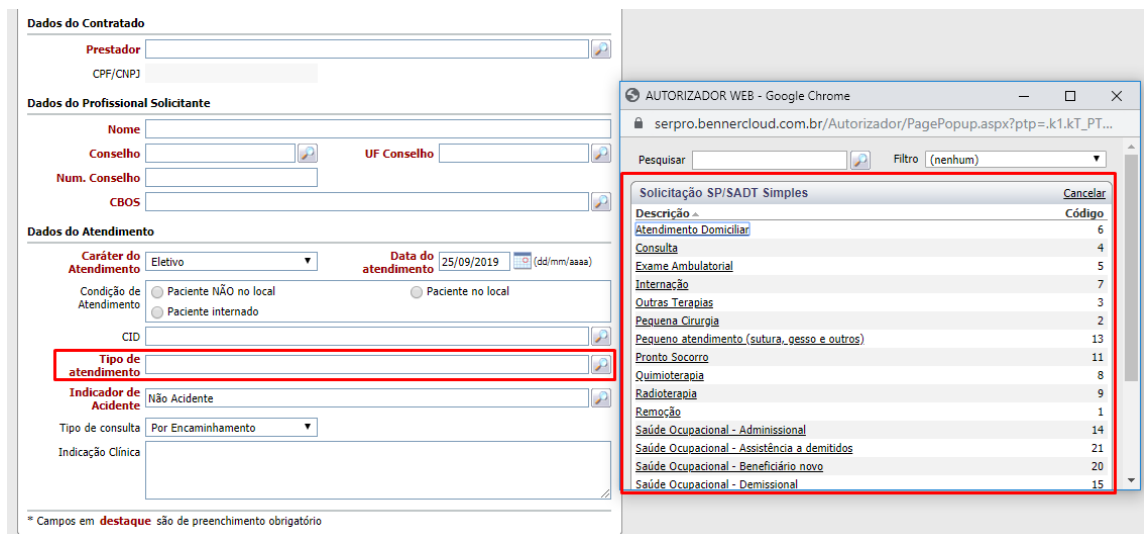 Dados do Contratado
Prestador
CPF/CNPJ
Dados do Profissional Solicitante
Nome
Conselho UF Conselho
Num. Conselho
CBOS
Dados do Atendimento
Caráter do Atendimento Eletivo Data do atendimento 25/09/2019 (dd/mm/aaaa)
Condição de Atendimento Paciente NÃO no local Paciente no local
Paciente internado
CID
Tipo de atendimento
Indicador de Acidente Não Acidente
Tipo de consulta Por Encaminhamento
Indicação Clínica
* Campos em destaque são de preenchimento obrigatório
AUTORIZADOR WEB - Google Chrome
serpro.bennercloud.com.br/Autorizador/PagePopup.aspx?ptp=.k1.kT_PT...
Pesquisar Filtro (nenhum)
Solicitação SP/SADT Simples Cancelar
Descrição Código
Atendimento Domiciliar 6
Consulta 4
Exame Ambulatorial 5
Internação 7
Outras Terapias 3
Pequena Cirurgia 2
Pequeno atendimento (sutura, gesso e outros) 13
Pronto Socorro 11
Quimioterapia 8
Radioterapia 9
Remoção 1
Saúde Ocupacional - Admissional 14
Saúde Ocupacional - Assistência a demitidos 21
Saúde Ocupacional - Beneficiário novo 20
Saúde Ocupacional - Demissional 15